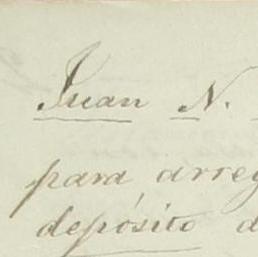 Juan N.
para arreg
depósito d